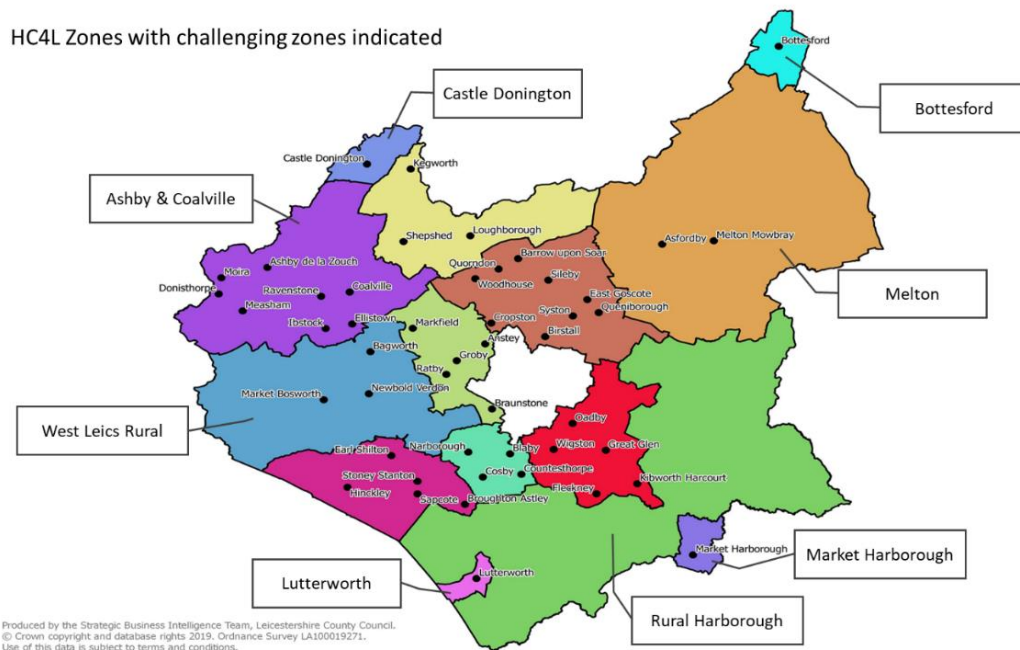 HC4L Zones with challenging zones indicated
Bottesford
Bottesford
Castle Donington
Castle Donington
Kegworth
Ashby & Coalville
Shepshed
Loughborough
Asfordby
Melton Mowbray
Melton
Barrow upon Soar
Quorndon
Sileby
Woodhouse
Ashby de la Zouch
Moira
Donisthorpe
Ravenstone
Coalville
Measham
Ibstock
Ellistown
East Goscote
Syston
Queniborough
Cropston
Birstall
Markfield
Anstey
Groby
Ratby
Bagworth
Market Bosworth
Newbold Verdon
Braunstone
West Leics Rural
Oadby
Wigston
Great Glen
Earl Shilton
Narborough
Blaby
Stoney Stanton
Cosby
Countesthorpe
Hinckley
Sapcote
Broughton Astley
Fleckney
Kibworth Harcourt
Market Harborough
Market Harborough
Lutterworth
Lutterworth
Rural Harborough
Produced by the Strategic Business Intelligence Team, Leicestershire County Council.
© Crown copyright and database rights 2019. Ordnance Survey LA100019271.
Use of this data is subject to terms and conditions.